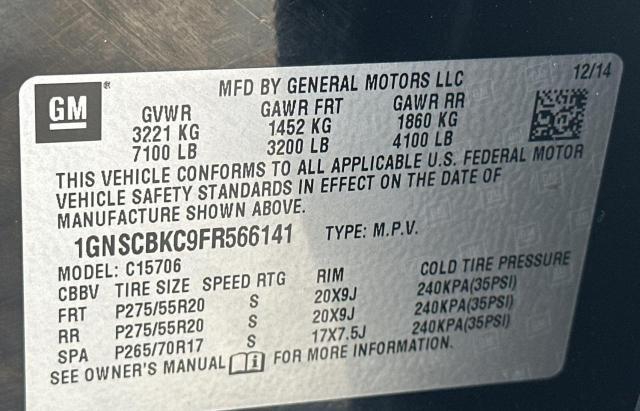 GM ® MFD BY GENERAL MOTORS LLC 12/14
GVWR GAWR FRT GAWR RR
3221 KG 1452 KG 1860 KG
7100 LB 3200 LB 4100 LB
THIS VEHICLE CONFORMS TO ALL APPLICABLE U.S. FEDERAL MOTOR
VEHICLE SAFETY STANDARDS IN EFFECT ON THE DATE OF
MANUFACTURE SHOWN ABOVE.
1GNSCBKC9FR566141 TYPE: M.P.V.
MODEL: C15706
CBBV TIRE SIZE SPEED RTG RIM COLD TIRE PRESSURE
FRT P275/55R20 S 20X9J 240KPA(35PSI)
RR P275/55R20 S 20X9J 240KPA(35PSI)
SPA P265/70R17 S 17X7.5J 240KPA(35PSI)
SEE OWNER'S MANUAL FOR MORE INFORMATION.